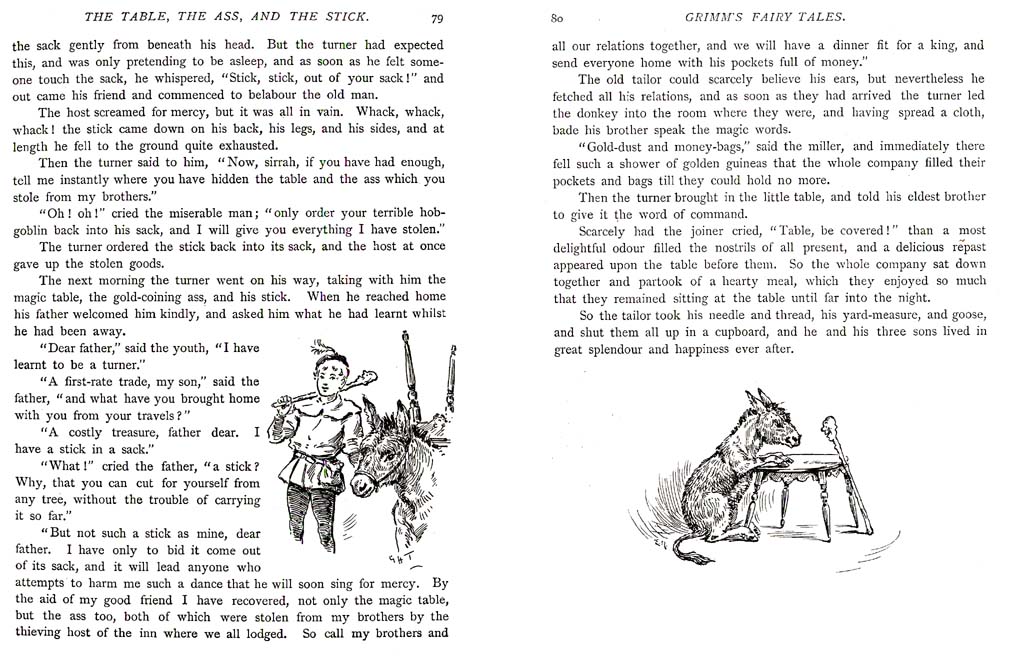 THE TABLE, THE ASS, AND THE STICK. 79
the sack gently from beneath his head. But the turner had expected
this, and was only pretending to be asleep, and as soon as he felt some-
one touch the sack, he whispered, "Stick, stick, out of your sack!" and
out came his friend and commenced to belabour the old man.
The host screamed for mercy, but it was all in vain. Whack, whack,
whack! the stick came down on his back, his legs, and his sides, and at
length he fell to the ground quite exhausted.
Then the turner said to him, "Now, sirrah, if you have had enough,
tell me instantly where you have hidden the table and the ass which you
stole from my brothers."
"Oh! oh!" cried the miserable man; "only order your terrible hob-
goblin back into his sack, and I will give you everything I have stolen."
The turner ordered the stick back into its sack, and the host at once
gave up the stolen goods.
The next morning the turner went on his way, taking with him the
magic table, the gold-coining ass, and his stick. When he reached home
his father welcomed him kindly, and asked him what he had learnt whilst
he had been away.
"Dear father," said the youth, "I have
learnt to be a turner."
"A first-rate trade, my son," said the
father, "and what have you brought home
with you from your travels?"
"A costly treasure, father dear. I
have a stick in a sack."
"What!" cried the father, "a stick?
Why, that you can cut for yourself from
any tree, without the trouble of carrying
it so far."
"But not such a stick as mine, dear
father. I have only to bid it come out
of its sack, and it will lead anyone who
attempts to harm me such a dance that he will soon sing for mercy. By
the aid of my good friend I have recovered, not only the magic table,
but the ass too, both of which were stolen from my brothers by the
thieving host of the inn where we all lodged. So call my brothers and
80 GRIMM'S FAIRY TALES.
all our relations together, and we will have a dinner fit for a king, and
send everyone home with his pockets full of money."
The old tailor could scarcely believe his ears, but nevertheless he
fetched all his relations, and as soon as they had arrived the turner led
the donkey into the room where they were, and having spread a cloth,
bade his brother speak the magic words.
"Gold-dust and money-bags," said the miller, and immediately there
fell such a shower of golden guineas that the whole company filled their
pockets and bags till they could hold no more.
Then the turner brought in the little table, and told his eldest brother
to give it the word of command.
Scarcely had the joiner cried, "Table, be covered!" than a most
delightful odour filled the nostrils of all present, and a delicious repast
appeared upon the table before them. So the whole company sat down
together and partook of a hearty meal, which they enjoyed so much
that they remained sitting at the table until far into the night.
So the tailor took his needle and thread, his yard-measure, and goose,
and shut them all up in a cupboard, and he and his three sons lived in
great splendour and happiness ever after.